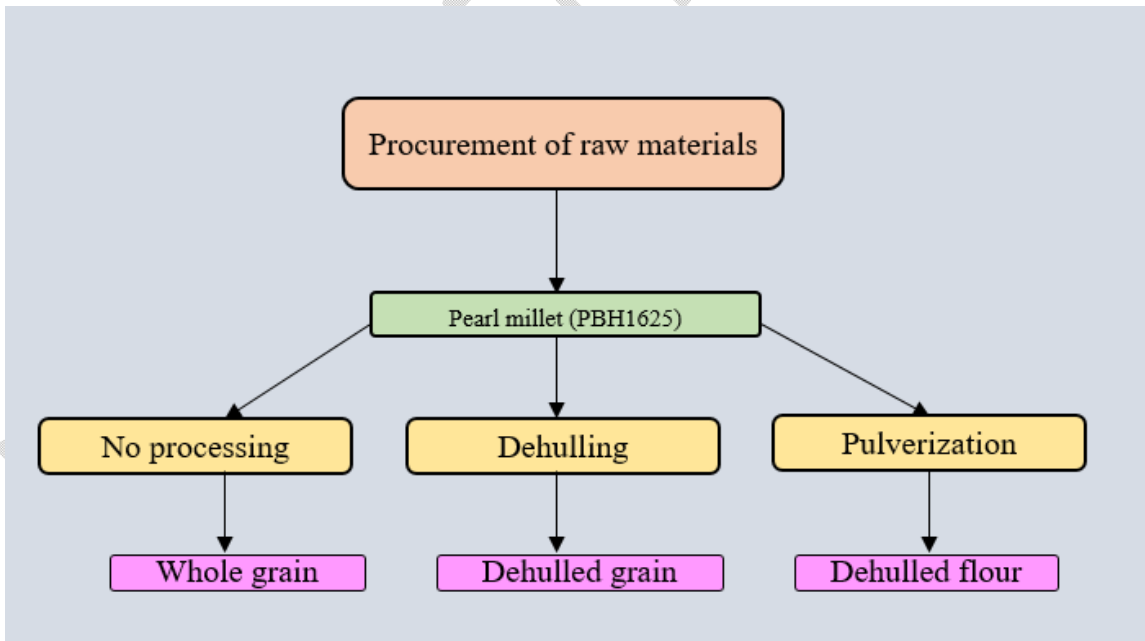 Procurement of raw materials
Pearl millet (PBH1625)
No processing
Dehulling
Pulverization
Whole grain
Dehulled grain
Dehulled flour